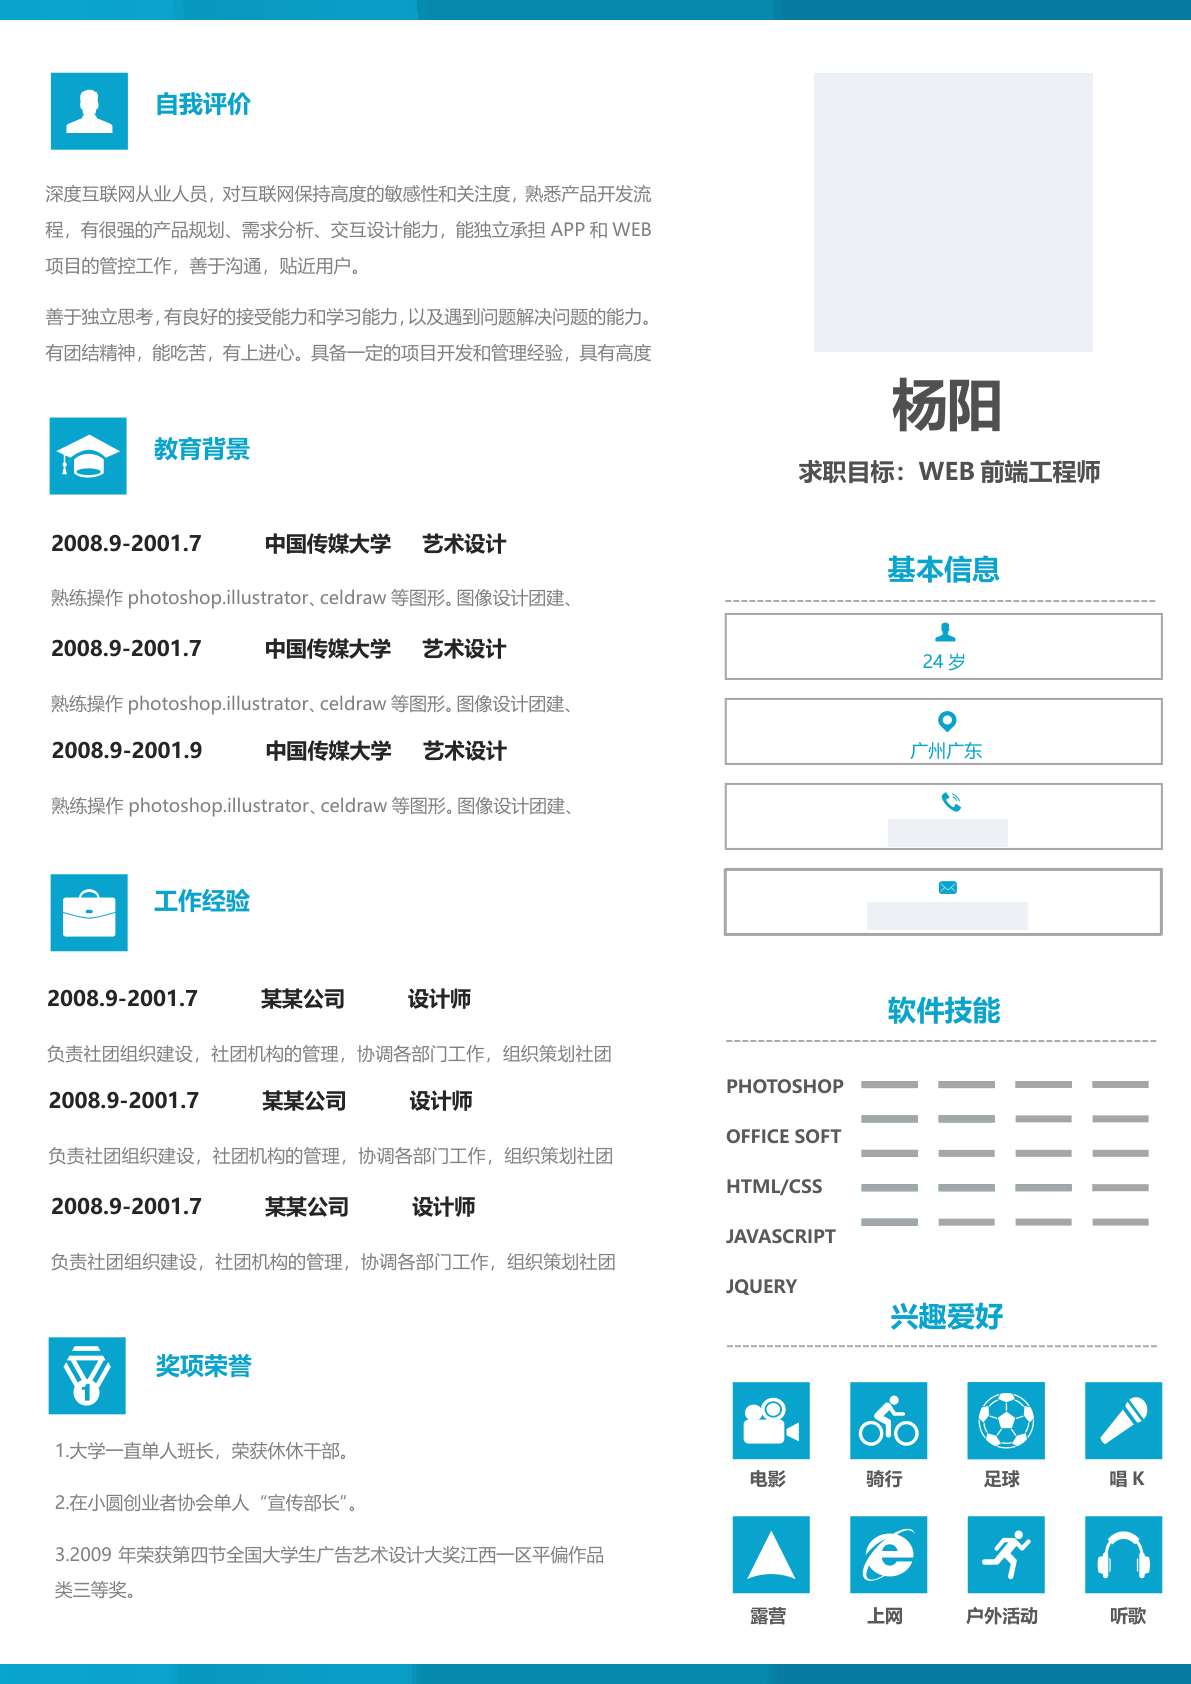 自我评价
深度互联网从业人员，对互联网保持高度的敏感性和关注度，熟悉产品开发流
程，有很强的产品规划、需求分析、交互设计能力，能独立承担 APP 和 WEB
项目的管控工作，善于沟通，贴近用户。
善于独立思考，有良好的接受能力和学习能力，以及遇到问题解决问题的能力。
有团结精神，能吃苦，有上进心。具备一定的项目开发和管理经验，具有高度
教育背景
2008.9-2001.7 中国传媒大学 艺术设计
熟练操作 photoshop.illustrator、celdraw 等图形。图像设计团建、
2008.9-2001.7 中国传媒大学 艺术设计
熟练操作 photoshop.illustrator、celdraw 等图形。图像设计团建、
2008.9-2001.9 中国传媒大学 艺术设计
熟练操作 photoshop.illustrator、celdraw 等图形。图像设计团建、
工作经验
2008.9-2001.7 某某公司 设计师
负责社团组织建设，社团机构的管理，协调各部门工作，组织策划社团
2008.9-2001.7 某某公司 设计师
负责社团组织建设，社团机构的管理，协调各部门工作，组织策划社团
2008.9-2001.7 某某公司 设计师
负责社团组织建设，社团机构的管理，协调各部门工作，组织策划社团
1
奖项荣誉
1.大学一直单人班长，荣获休休干部。
2.在小圆创业者协会单人“宣传部长”。
3.2009 年荣获第四节全国大学生广告艺术设计大奖江西一区平偏作品
类三等奖。
杨阳
求职目标：WEB 前端工程师
基本信息
24 岁
广州广东
软件技能
PHOTOSHOP
OFFICE SOFT
HTML/CSS
JAVASCRIPT
JQUERY
兴趣爱好
电影 骑行 足球 唱 K
露营 上网 户外活动 听歌